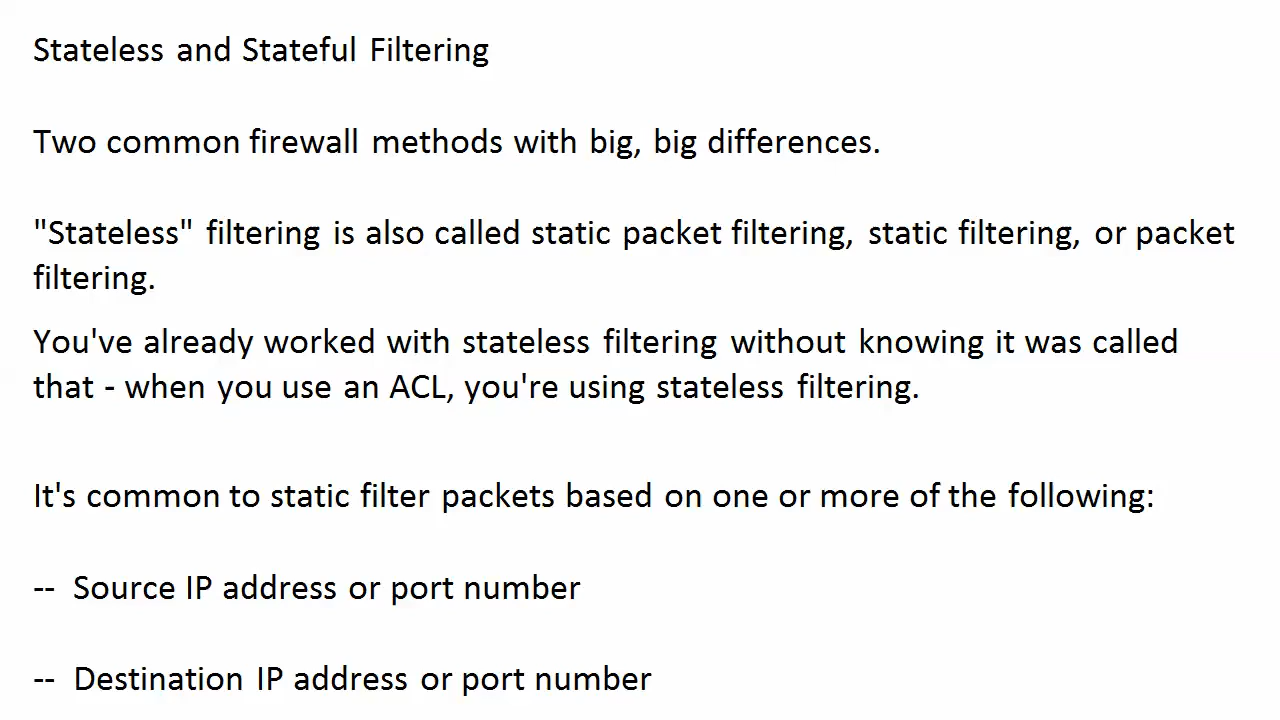 Stateless and Stateful Filtering
Two common firewall methods with big, big differences.
"Stateless" filtering is also called static packet filtering, static filtering, or packet
filtering.
You've already worked with stateless filtering without knowing it was called
that - when you use an ACL, you're using stateless filtering.
It's common to static filter packets based on one or more of the following:
-- Source IP address or port number
-- Destination IP address or port number